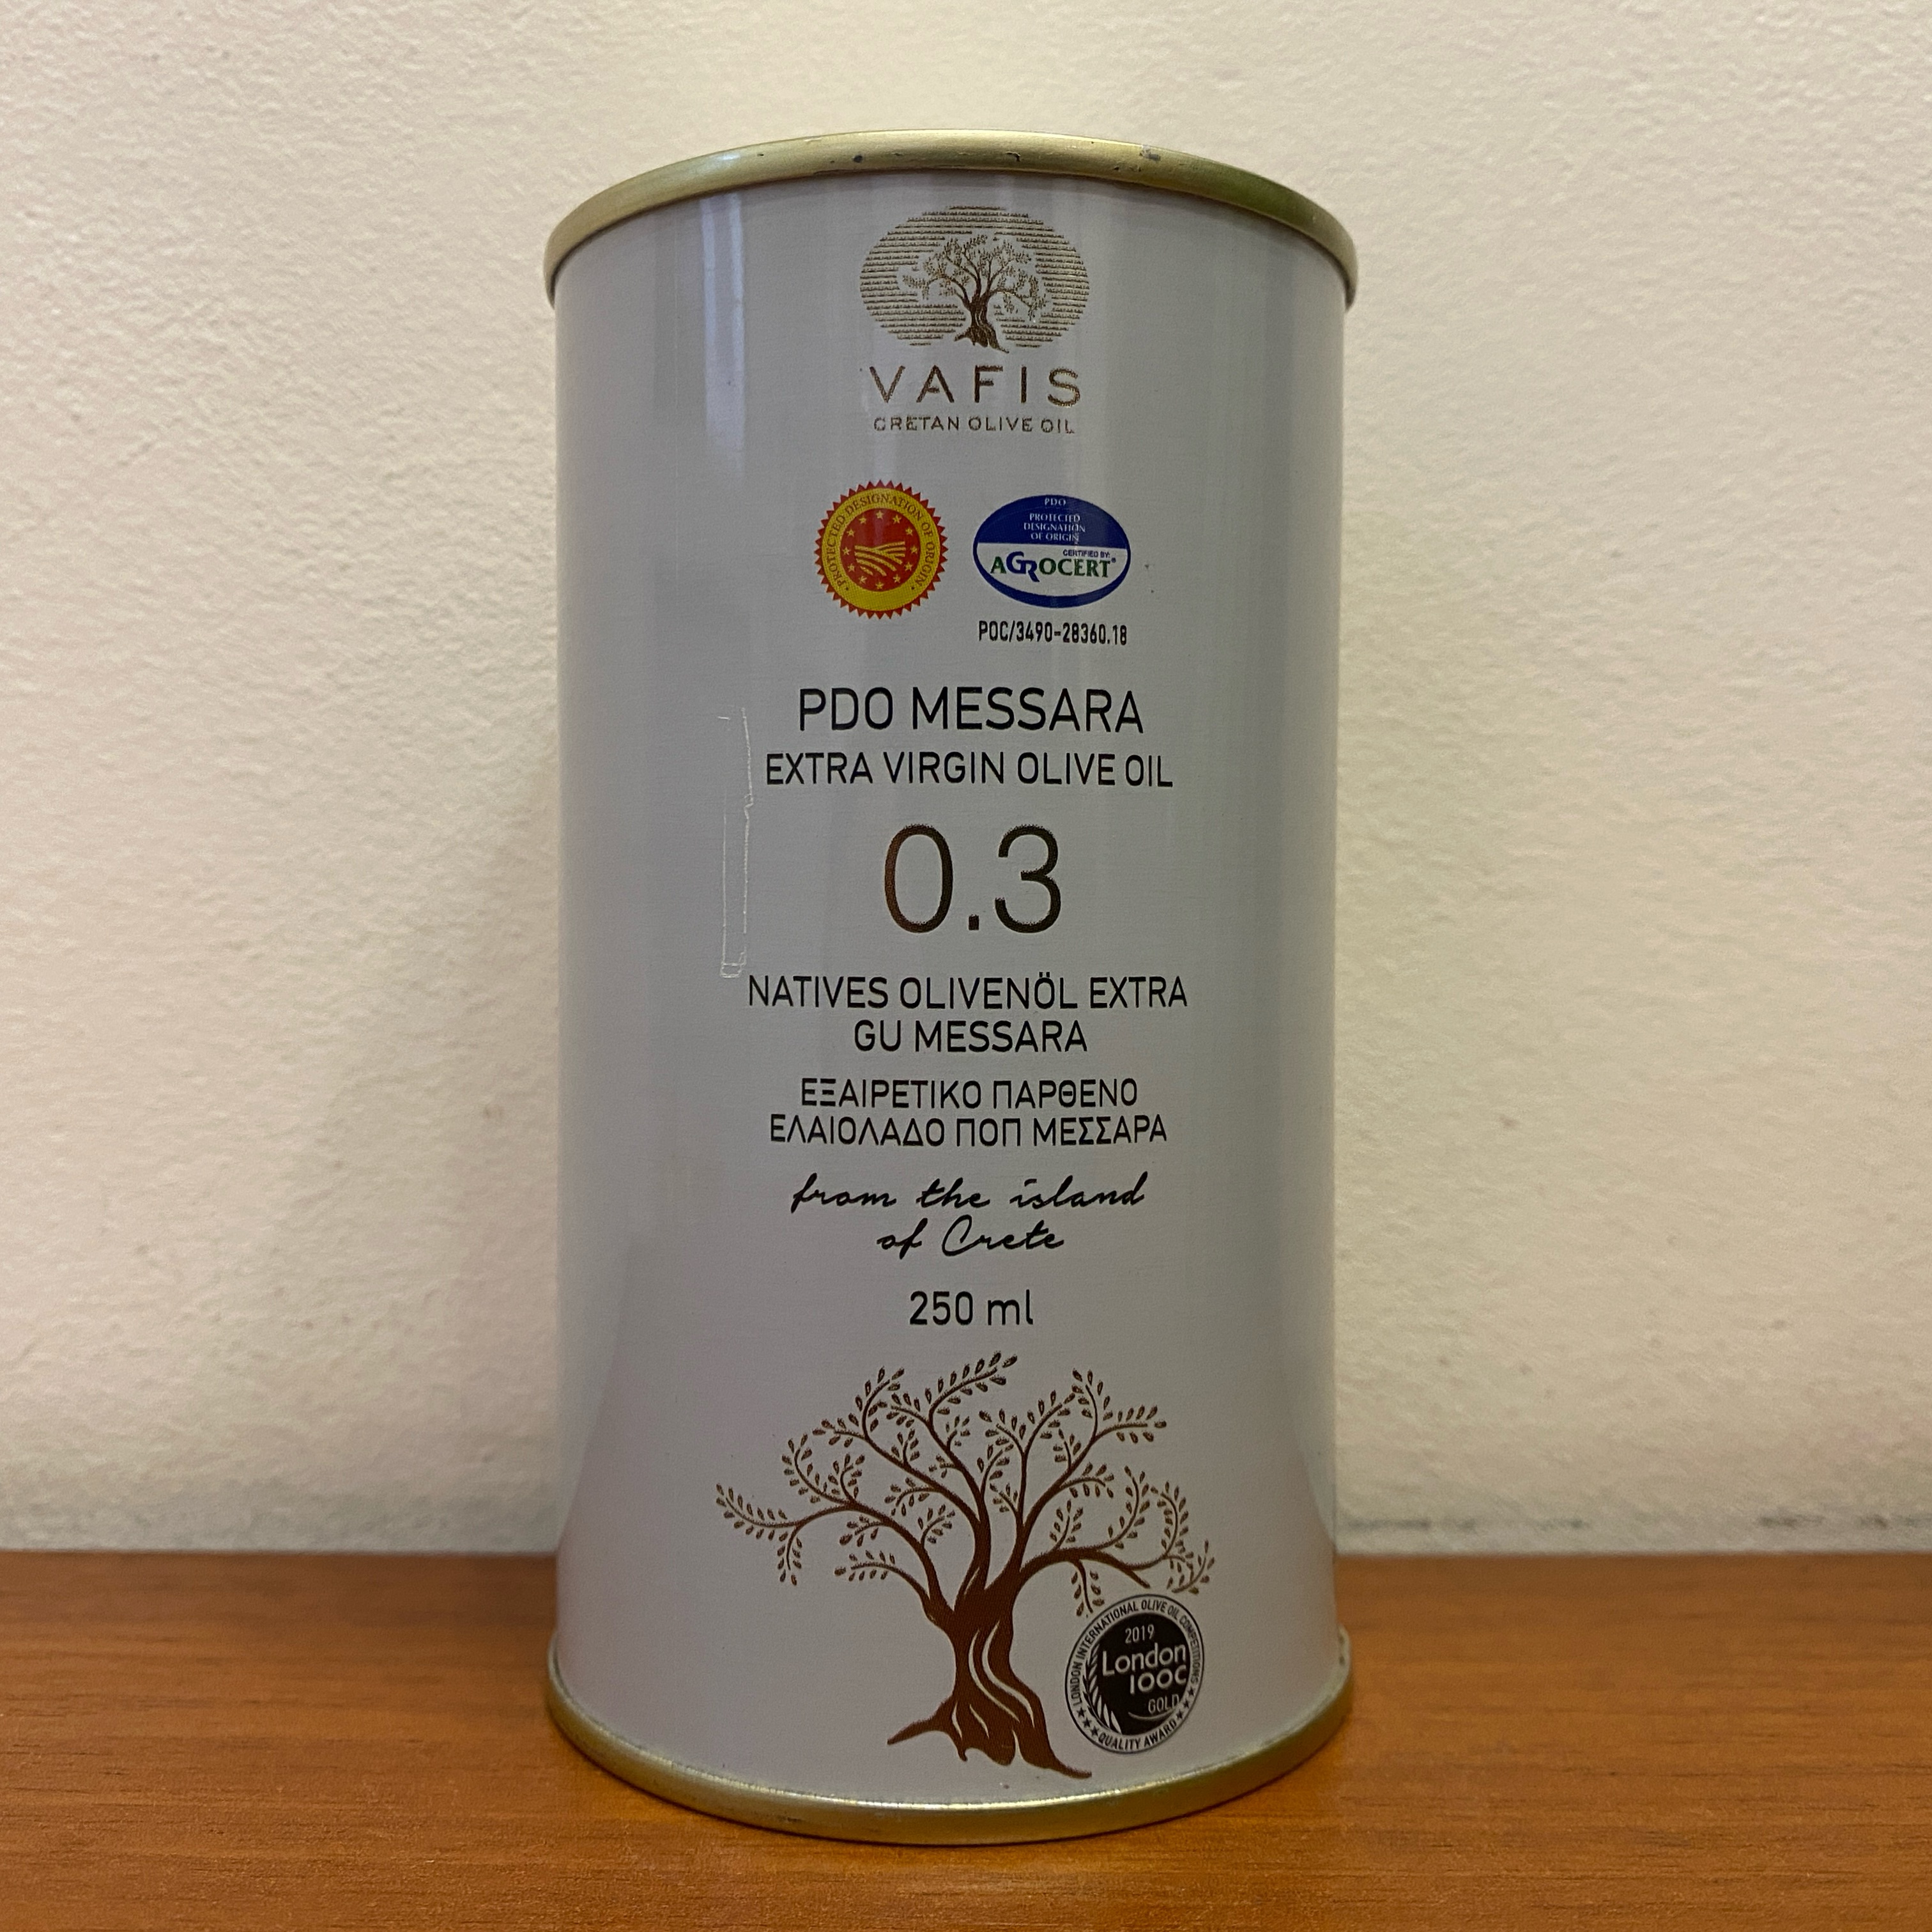 VAFIS
CRETAN OLIVE OIL
PROTECTED DESIGNATION OF ORIGIN
PDO
PROTECTED
DESIGNATION
OF ORIGIN
CERTIFIED BY:
AGROCERT
POC/3490-28360.18
PDO MESSARA
EXTRA VIRGIN OLIVE OIL
0.3
NATIVES OLIVENÖL EXTRA
GU MESSARA
ΕΞΑΙΡΕΤΙΚΟ ΠΑΡΘΕΝΟ
ΕΛΑΙΟΛΑΔΟ ΠΟΠ ΜΕΣΣΑΡΑ
from the island
of Crete
250 ml
LONDON INTERNATIONAL OLIVE OIL COMPETITIONS
2019
London
IOOC
GOLD
QUALITY AWARD